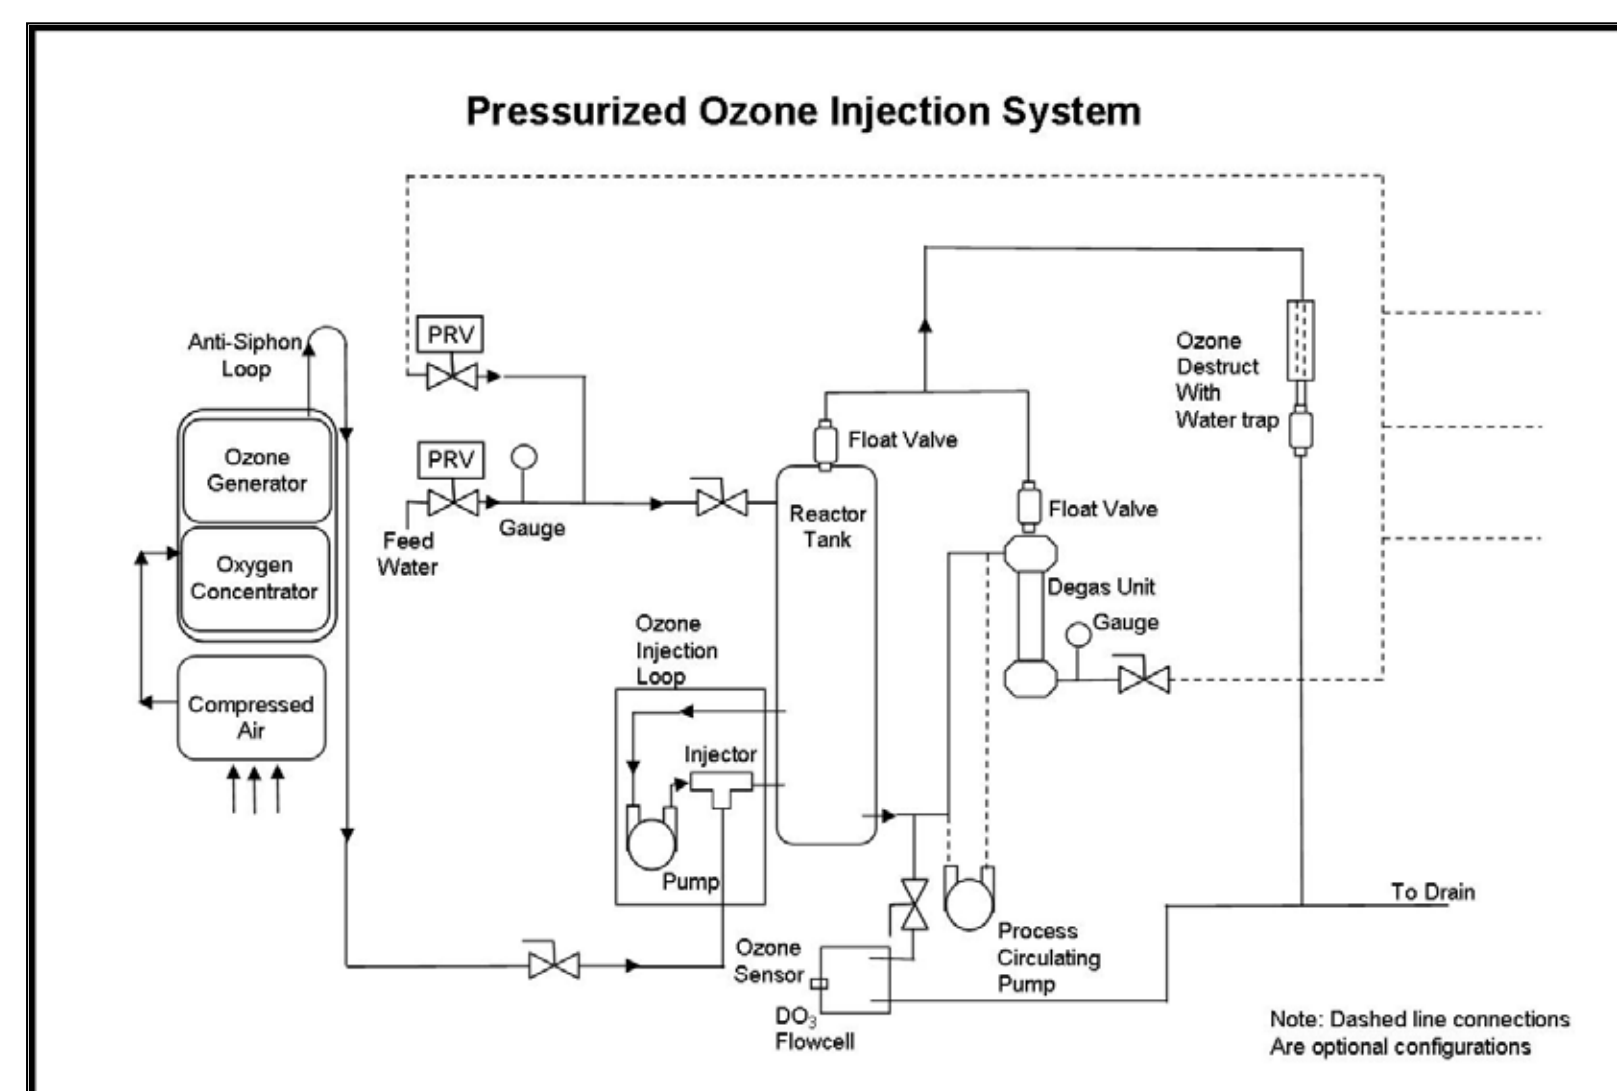 Pressurized Ozone Injection System
Anti-Siphon
Loop
Ozone
Generator
Oxygen
Concentrator
Compressed
Air
PRV
PRV
Gauge
Feed
Water
Float Valve
Reactor
Tank
Ozone
Injection
Loop
Injector
Pump
Float Valve
Degas Unit
Gauge
Ozone
Destruct
With
Water trap
To Drain
Process
Circulating
Pump
Ozone
Sensor
DO₃
Flowcell
Note: Dashed line connections
Are optional configurations